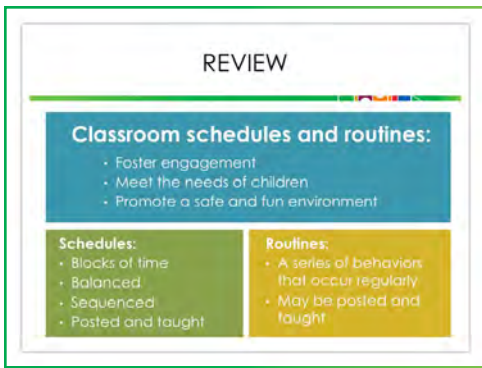 REVIEW
Classroom schedules and routines:
• Foster engagement
• Meet the needs of children
• Promote a safe and fun environment
Schedules:
• Blocks of time
• Balanced
• Sequenced
• Posted and taught
Routines:
• A series of behaviors
that occur regularly
• May be posted and
taught